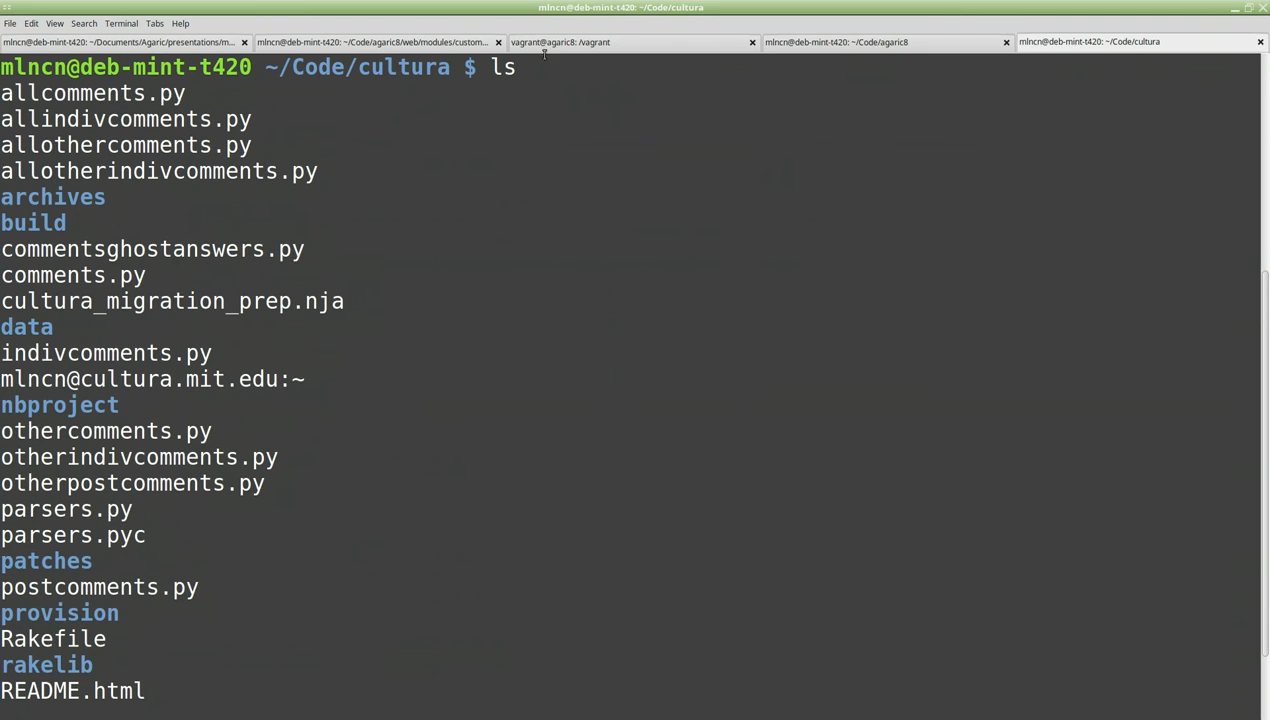 mlncn@deb-mint-t420: ~/Code/cultura
File Edit View Search Terminal Tabs Help
mlncn@deb-mint-t420: ~/Documents/Agaric/presentations/m... mlncn@deb-mint-t420: ~/Code/agaric8/web/modules/custom... vagrant@agaric8: /vagrant mlncn@deb-mint-t420: ~/Code/agaric8 mlncn@deb-mint-t420: ~/Code/cultura
mlncn@deb-mint-t420 ~/Code/cultura $ ls
allcomments.py
allindivcomments.py
allothercomments.py
allotherindivcomments.py
archives
build
commentsghostanswers.py
comments.py
cultura_migration_prep.nja
data
indivcomments.py
mlncn@cultura.mit.edu:~
nbproject
othercomments.py
otherindivcomments.py
otherpostcomments.py
parsers.py
parsers.pyc
patches
postcomments.py
provision
Rakefile
rakelib
README.html